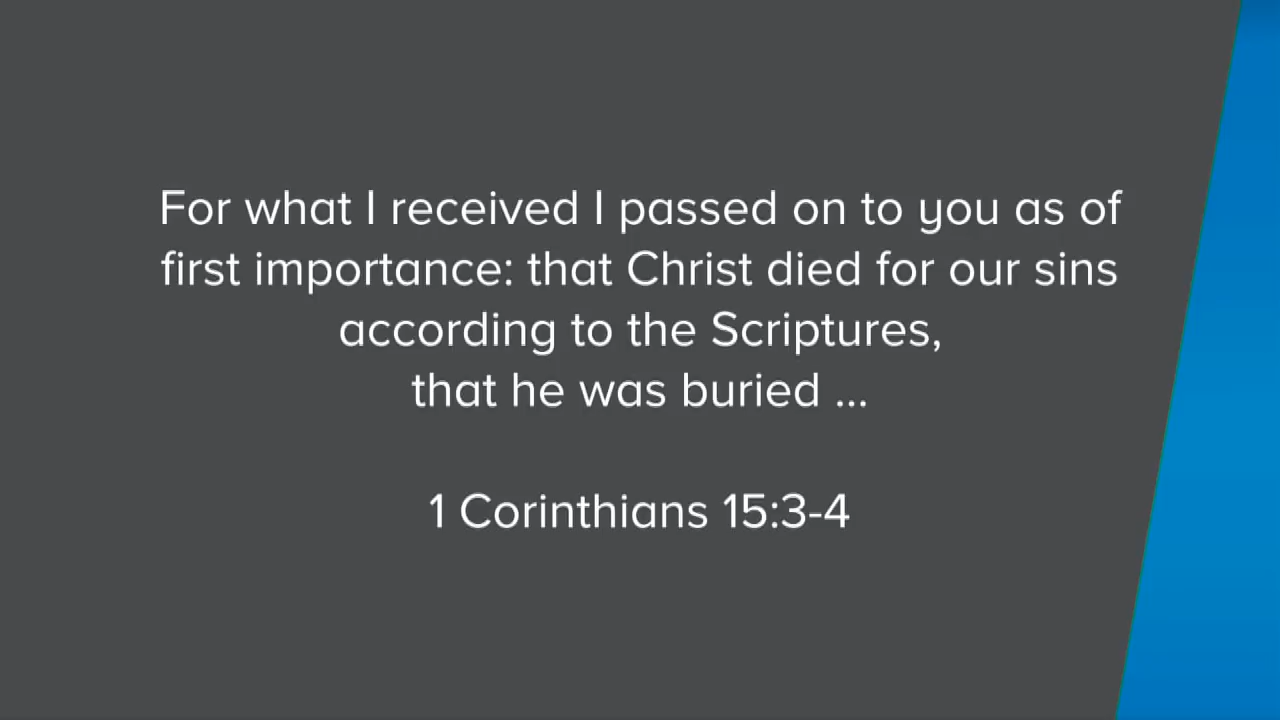 For what I received I passed on to you as of
first importance: that Christ died for our sins
according to the Scriptures,
that he was buried ...
1 Corinthians 15:3-4